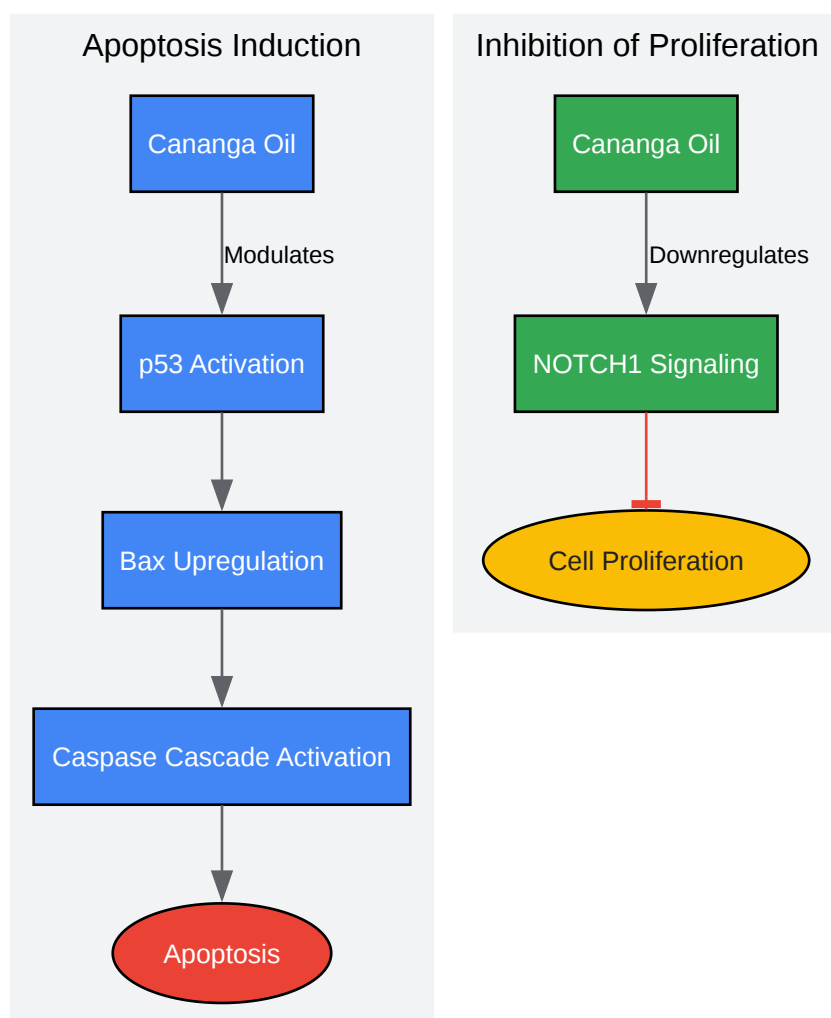 Apoptosis Induction
Cananga Oil
Modulates
p53 Activation
Bax Upregulation
Caspase Cascade Activation
Apoptosis
Inhibition of Proliferation
Cananga Oil
Downregulates
NOTCH1 Signaling
Cell Proliferation